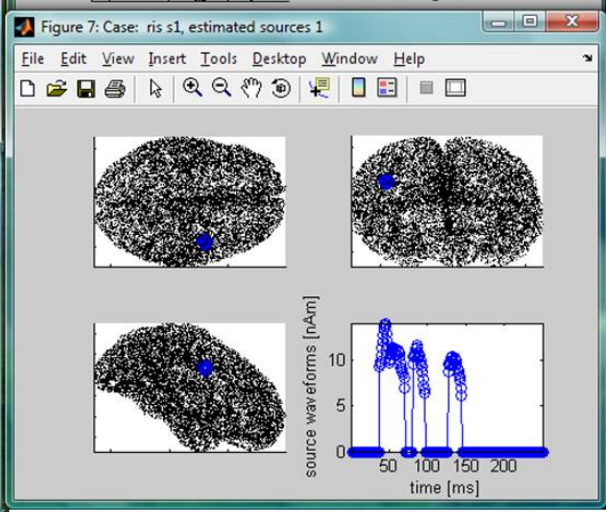 Figure 7: Case: ris s1, estimated sources 1
File Edit View Insert Tools Desktop Window Help
source waveforms [nAm]
10
5
0
50 100 150 200
time [ms]